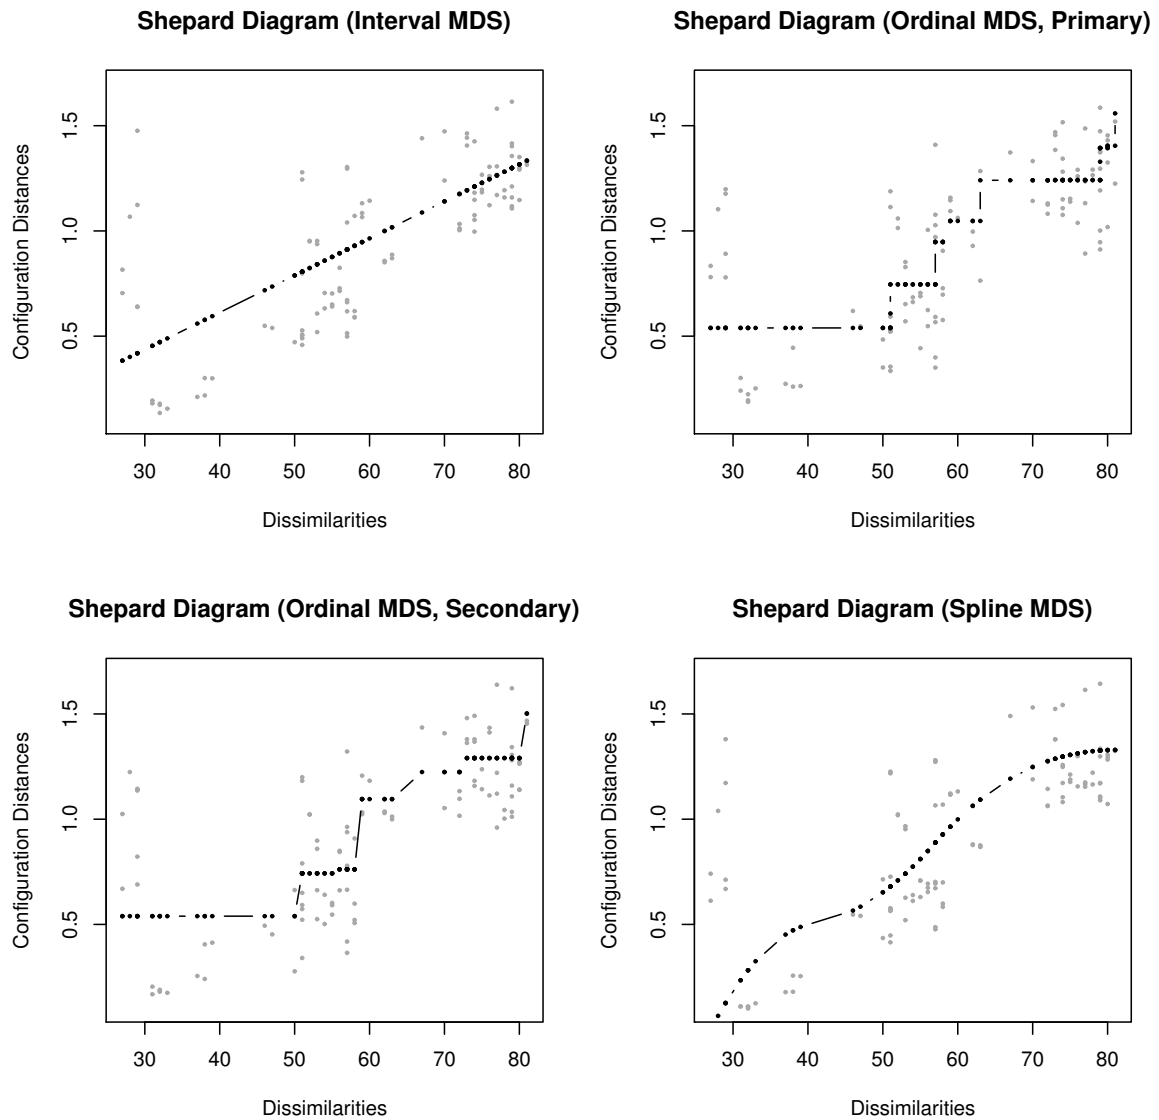 Shepard Diagram (Interval MDS)
Configuration Distances
1.5
1.0
0.5
30 40 50 60 70 80
Dissimilarities
Shepard Diagram (Ordinal MDS, Primary)
Configuration Distances
1.5
1.0
0.5
30 40 50 60 70 80
Dissimilarities
Shepard Diagram (Ordinal MDS, Secondary)
Configuration Distances
1.5
1.0
0.5
30 40 50 60 70 80
Dissimilarities
Shepard Diagram (Spline MDS)
Configuration Distances
1.5
1.0
0.5
30 40 50 60 70 80
Dissimilarities